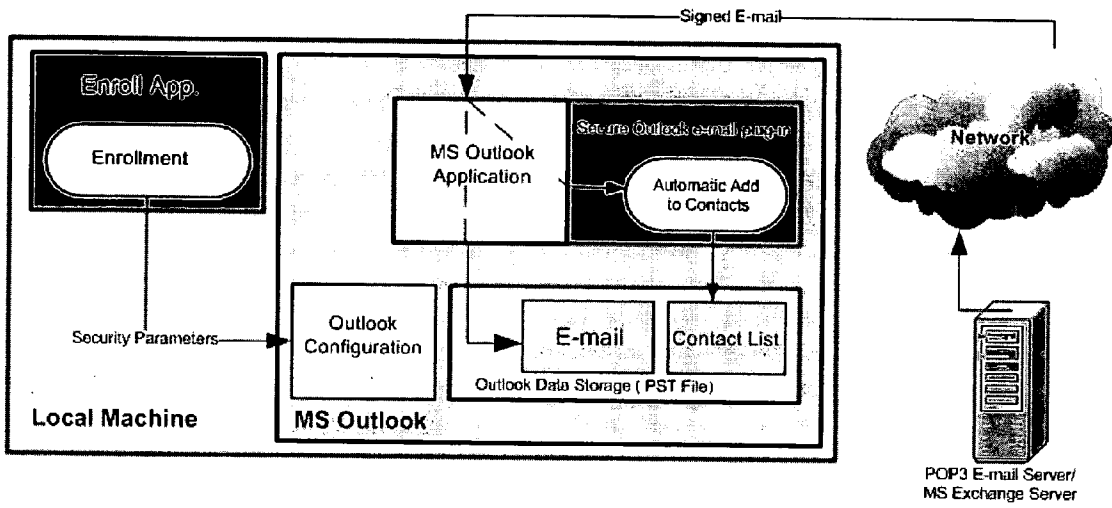 Signed E-mail
Enroll App.
Enrollment
MS Outlook
Application
Secure Outlook e-mail plug-in
Automatic Add
to Contacts
Network
Security Parameters
Outlook
Configuration
E-mail
Contact List
Outlook Data Storage ( PST File)
Local Machine
MS Outlook
POP3 E-mail Server/
MS Exchange Server